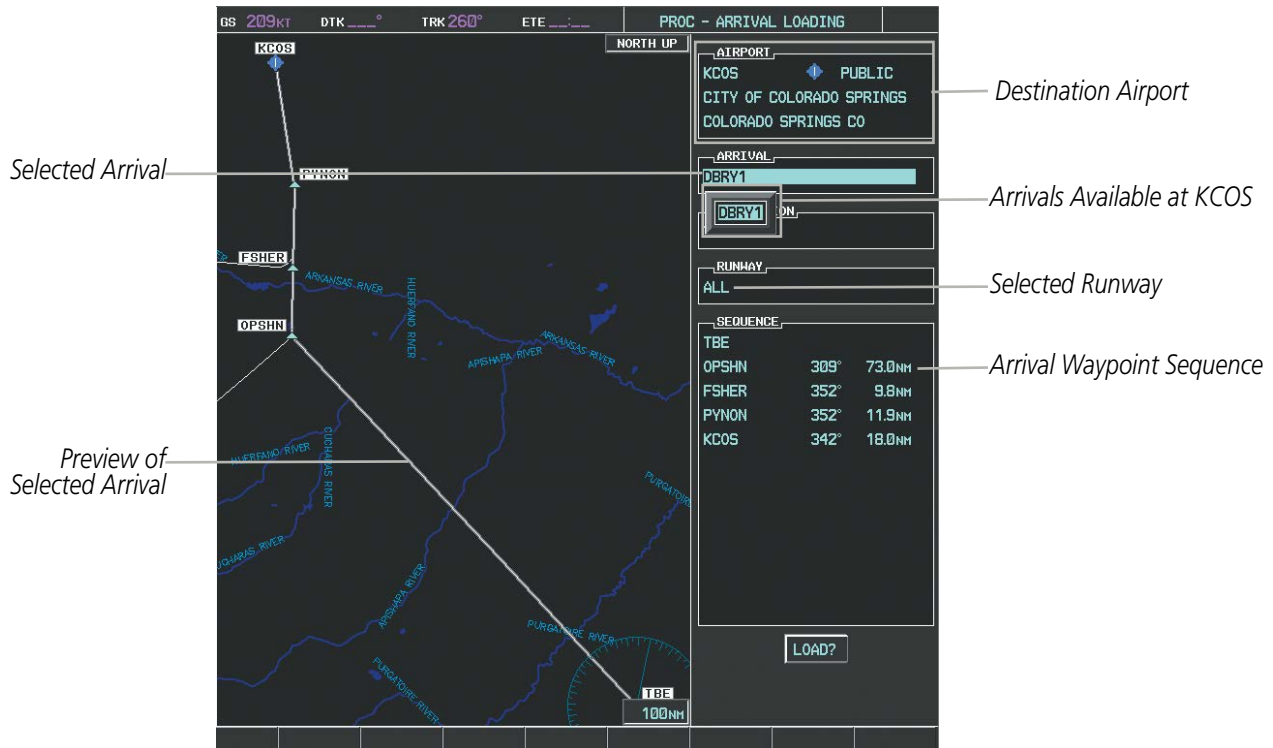 GS 209KT DTK ___° TRK 260° ETE __:__ PROC - ARRIVAL LOADING
NORTH UP
KCOS
PYNON
FSHER
OPSHN
ARKANSAS RIVER
HUERFANO RIVER
ARKANSAS RIVER
APISHAPA RIVER
HUERFANO RIVER
CUCHARAS RIVER
PURGATOIRE
CUCHARAS RIVER
APISHAPA RIVER
PURGATOIRE RIVER
PURGATOIRE RIVER
TBE
100NM
AIRPORT
KCOS PUBLIC
CITY OF COLORADO SPRINGS
COLORADO SPRINGS CO
ARRIVAL
DBRY1
DBRY1
ON
RUNWAY
ALL
SEQUENCE
TBE
OPSHN 309° 73.0NM
FSHER 352° 9.8NM
PYNON 352° 11.9NM
KCOS 342° 18.0NM
LOAD?
Selected Arrival
Preview of
Selected Arrival
Destination Airport
Arrivals Available at KCOS
Selected Runway
Arrival Waypoint Sequence